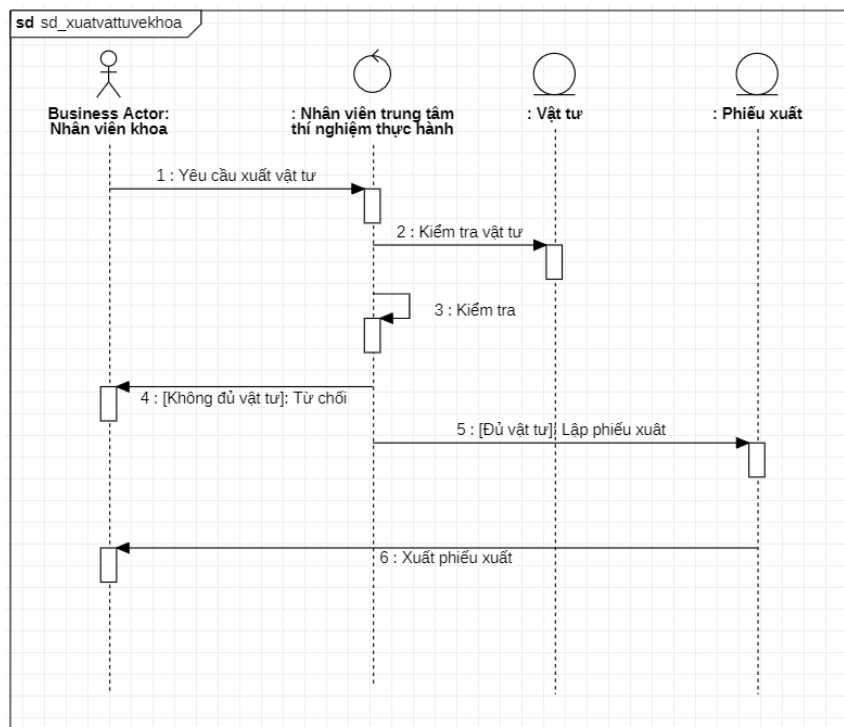 sd sd_xuatvattuvekhoa
Business Actor:
Nhân viên khoa
: Nhân viên trung tâm
thí nghiệm thực hành
: Vật tư
: Phiếu xuất
1 : Yêu cầu xuất vật tư
2 : Kiểm tra vật tư
3 : Kiểm tra
4 : [Không đủ vật tư]: Từ chối
5 : [Đủ vật tư]: Lập phiếu xuât
6 : Xuất phiếu xuất